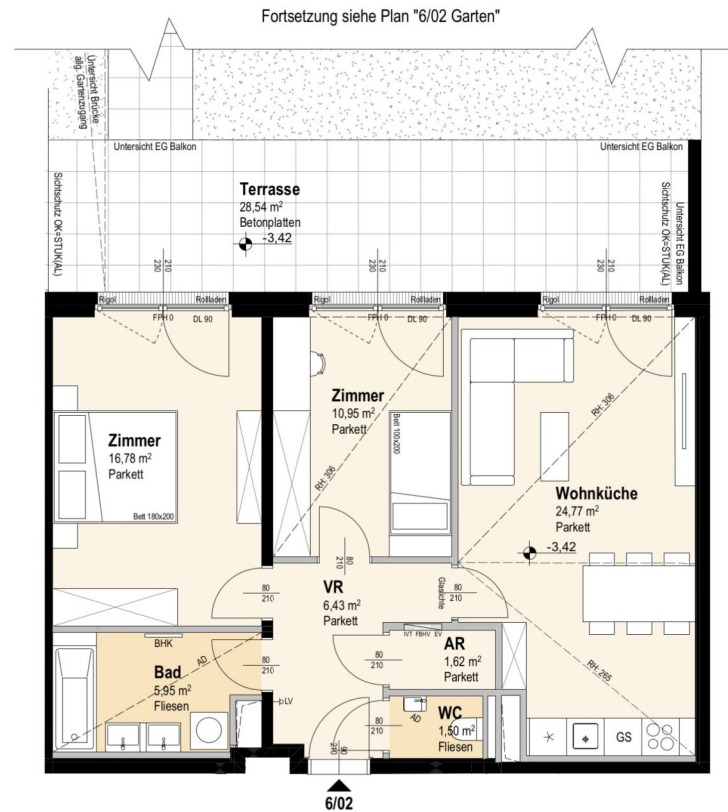 Fortsetzung siehe Plan "6/02 Garten"
Untersicht Brücke
allg. Gartenzugang
Untersicht EG Balkon
Untersicht EG Balkon
Sichtschutz OK=STUK(AL)
Terrasse
28,54 m²
Betonplatten
-3,42
Sichtschutz OK=STUK(AL)
Untersicht EG Balkon
210
230
210
230
210
230
Rigol
Rollladen
Rigol
Rollladen
Rigol
Rollladen
FPH 0
DL 90
FPH 0
DL 90
FPH 0
DL 90
Zimmer
16,78 m²
Parkett
Bett 180x200
Zimmer
10,95 m²
Parkett
Bett 100x200
RH: 306
RH: 306
Wohnküche
24,77 m²
Parkett
-3,42
80
210
VR
6,43 m²
Parkett
80
210
Glaslichte
80
210
IVT FBHV EV
AR
1,62 m²
Parkett
80
210
BHK
AD
Bad
5,95 m²
Fliesen
80
210
LV
RH: 265
WC
1,50 m²
Fliesen
AD
80
210
90
GS
6/02